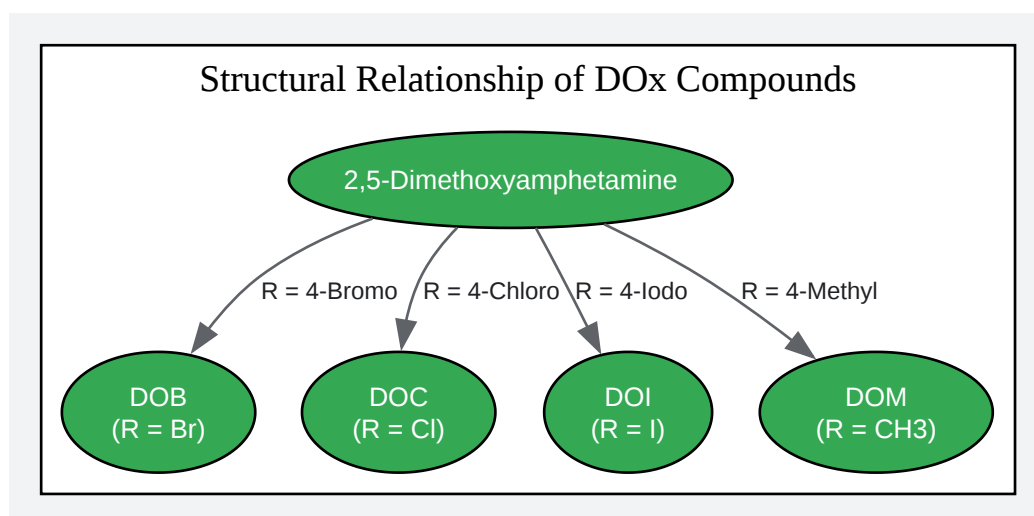 Structural Relationship of DOx Compounds
2,5-Dimethoxyamphetamine
R = 4-Bromo
R = 4-Chloro
R = 4-Iodo
R = 4-Methyl
DOB
(R = Br)
DOC
(R = Cl)
DOI
(R = I)
DOM
(R = CH3)